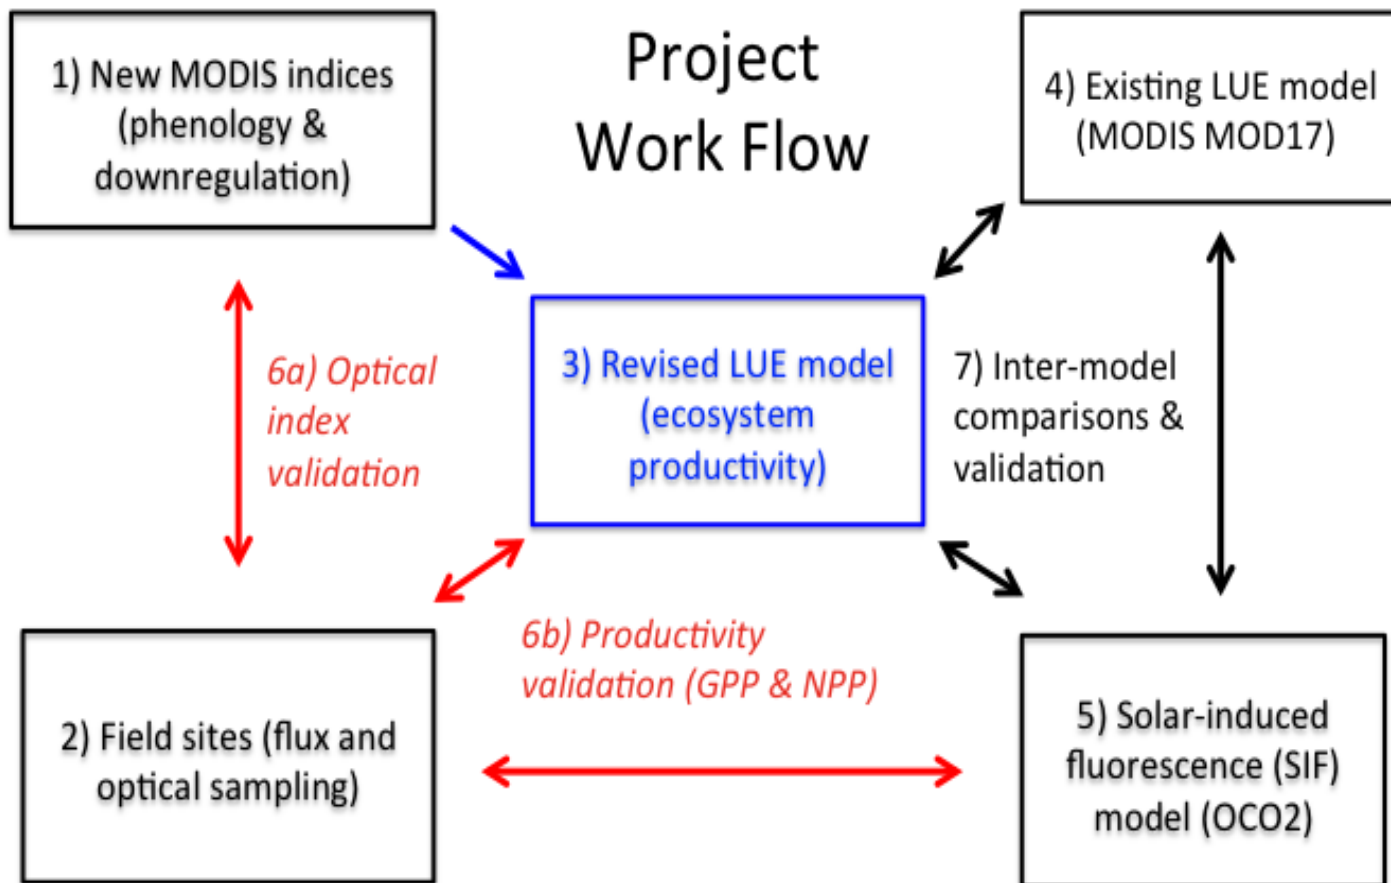 Project
Work Flow
1) New MODIS indices
(phenology &
downregulation)
4) Existing LUE model
(MODIS MOD17)
6a) Optical
index
validation
3) Revised LUE model
(ecosystem
productivity)
7) Inter-model
comparisons &
validation
6b) Productivity
validation (GPP & NPP)
2) Field sites (flux and
optical sampling)
5) Solar-induced
fluorescence (SIF)
model (OCO2)